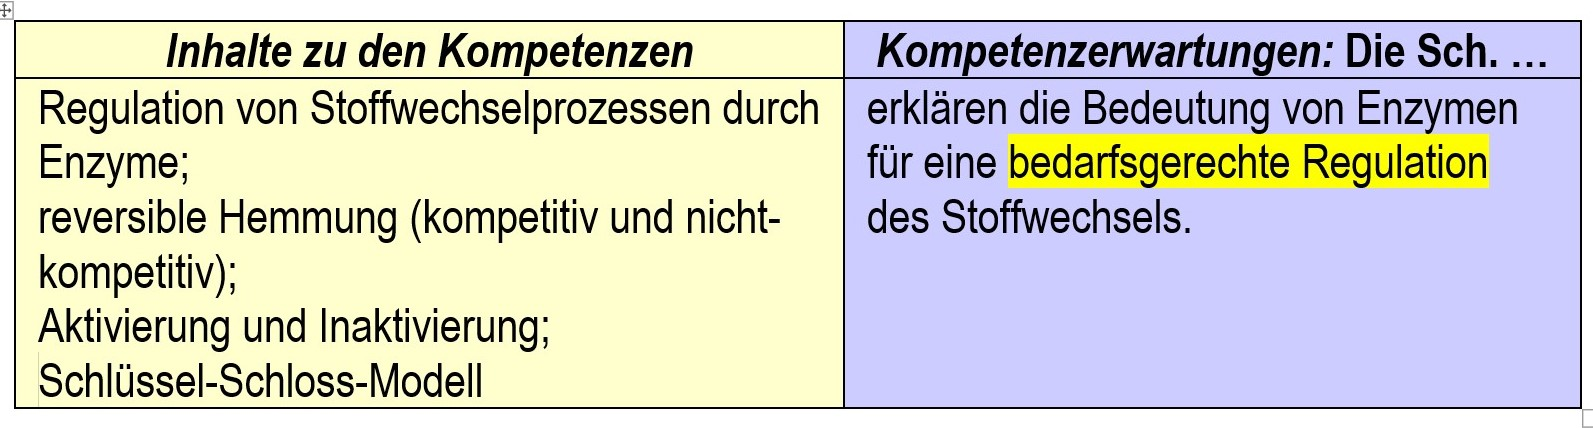 Inhalte zu den Kompetenzen
Kompetenzerwartungen: Die Sch. …
Regulation von Stoffwechselprozessen durch
Enzyme;
reversible Hemmung (kompetitiv und nicht-
kompetitiv);
Aktivierung und Inaktivierung;
Schlüssel-Schloss-Modell
erklären die Bedeutung von Enzymen
für eine bedarfsgerechte Regulation
des Stoffwechsels.